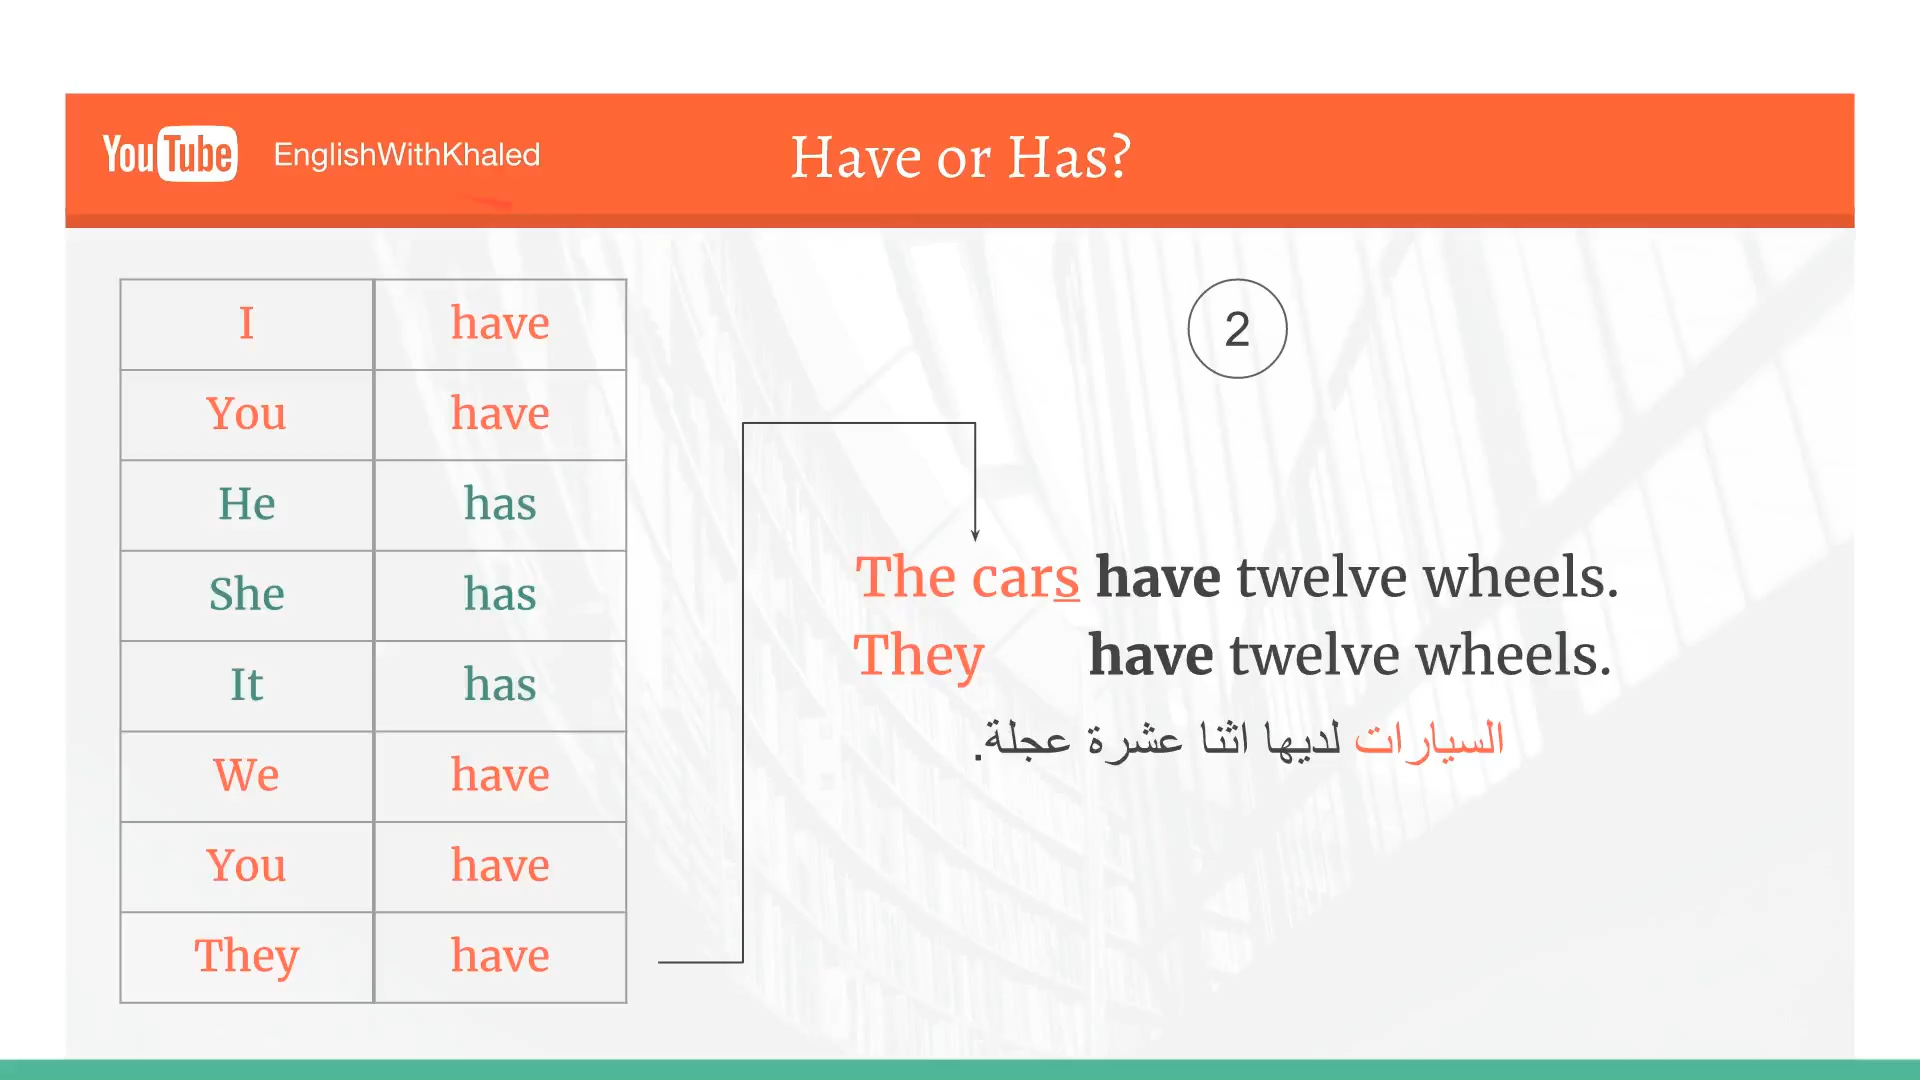 YouTube EnglishWithKhaled
Have or Has?
I have
You have
He has
She has
It has
We have
You have
They have
2
The cars have twelve wheels.
They have twelve wheels.
السيارات لديها اثنا عشرة عجلة.